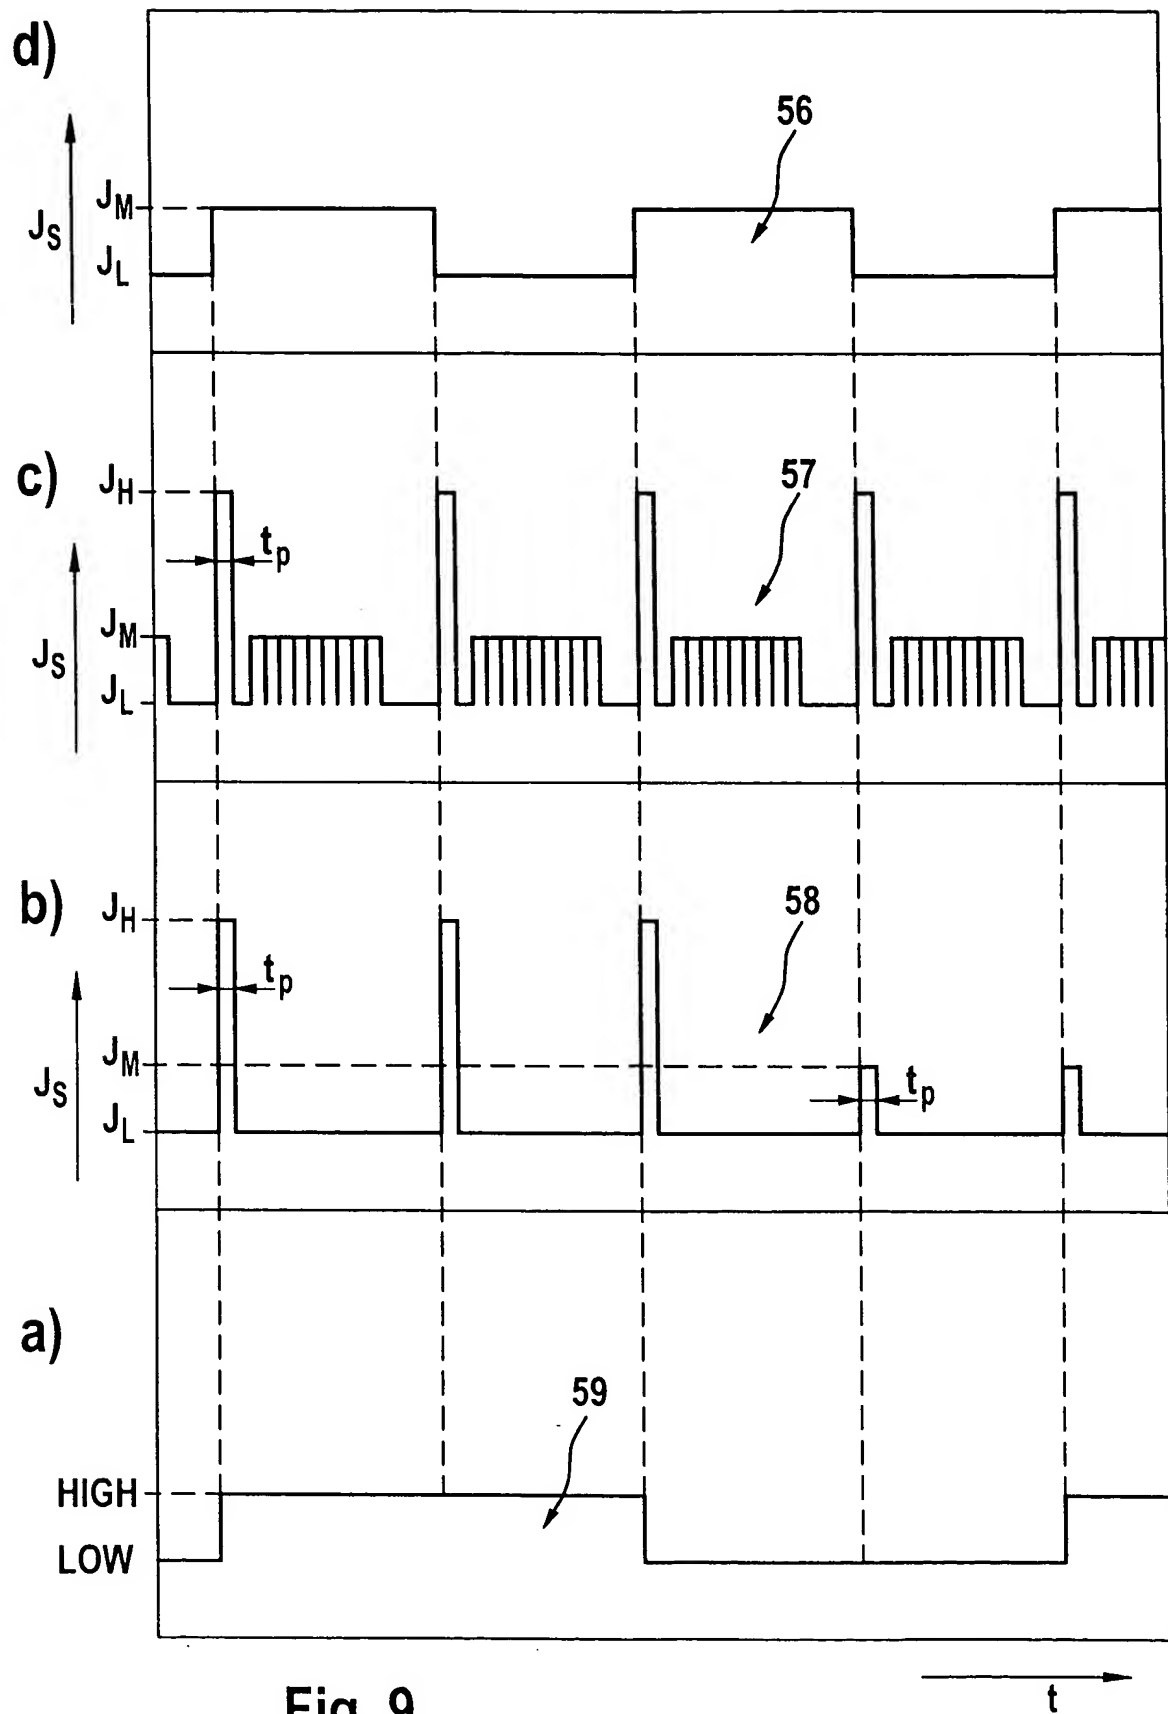 d)
56
J_M
J_S
J_L
c)
57
J_H
t_p
J_M
J_S
J_L
b)
58
J_H
t_p
J_M
J_S
t_p
J_L
a)
59
HIGH
LOW
t
Fig. 9